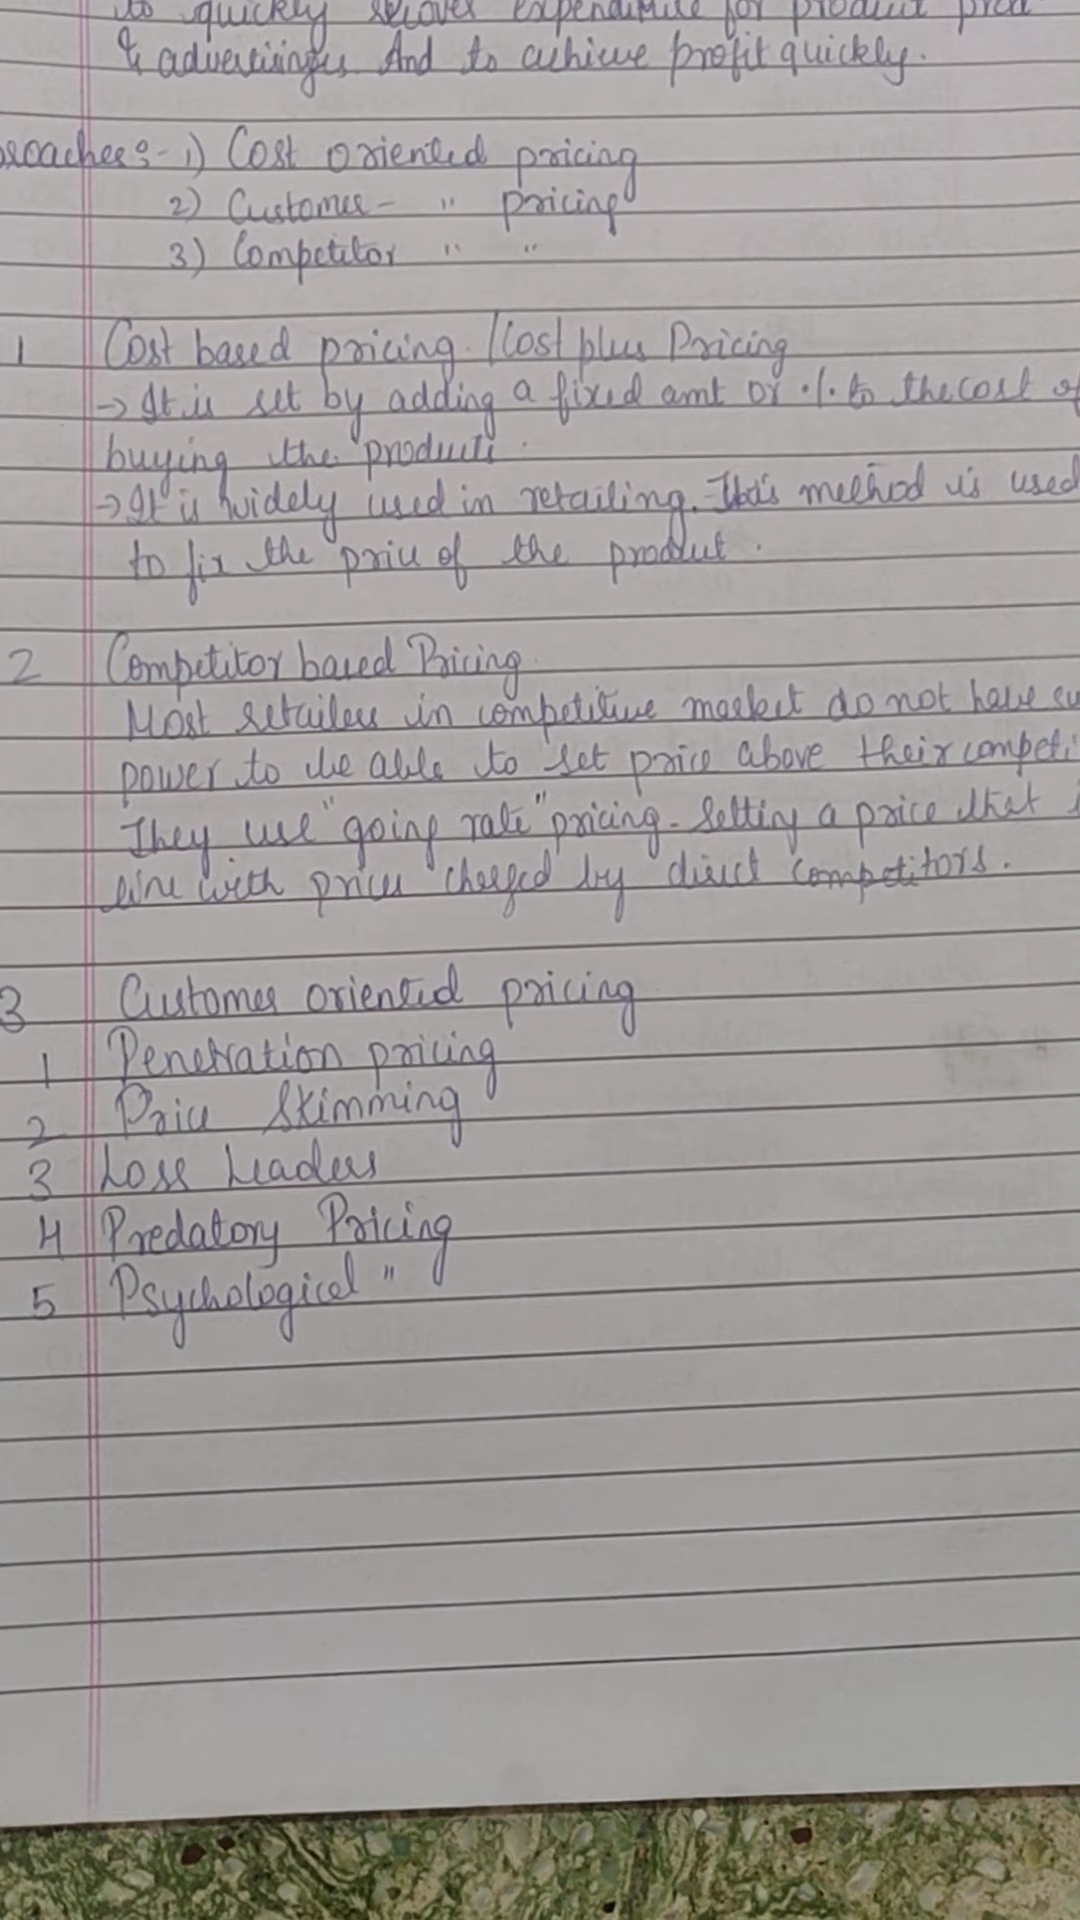 to quickly recover expenditure for product
& advertising. And to achieve profit quickly.
roaches:- 1) Cost oriented pricing
2) Customer - " pricing
3) Competitor " "
1 Cost based pricing / Cost plus Pricing
→ It is set by adding a fixed amt or % to the cost of
buying the products.
→ It is widely used in retailing. This method is used
to fix the price of the product.
2 Competitor based Pricing
Most retailers in competitive market do not have
power to be able to set price above their competi
They use "going rate" pricing - Setting a price that
line with prices charged by direct competitors.
3 Customer oriented pricing
1 Penetration pricing
2 Price Skimming
3 Loss Leaders
4 Predatory Pricing
5 Psychological "